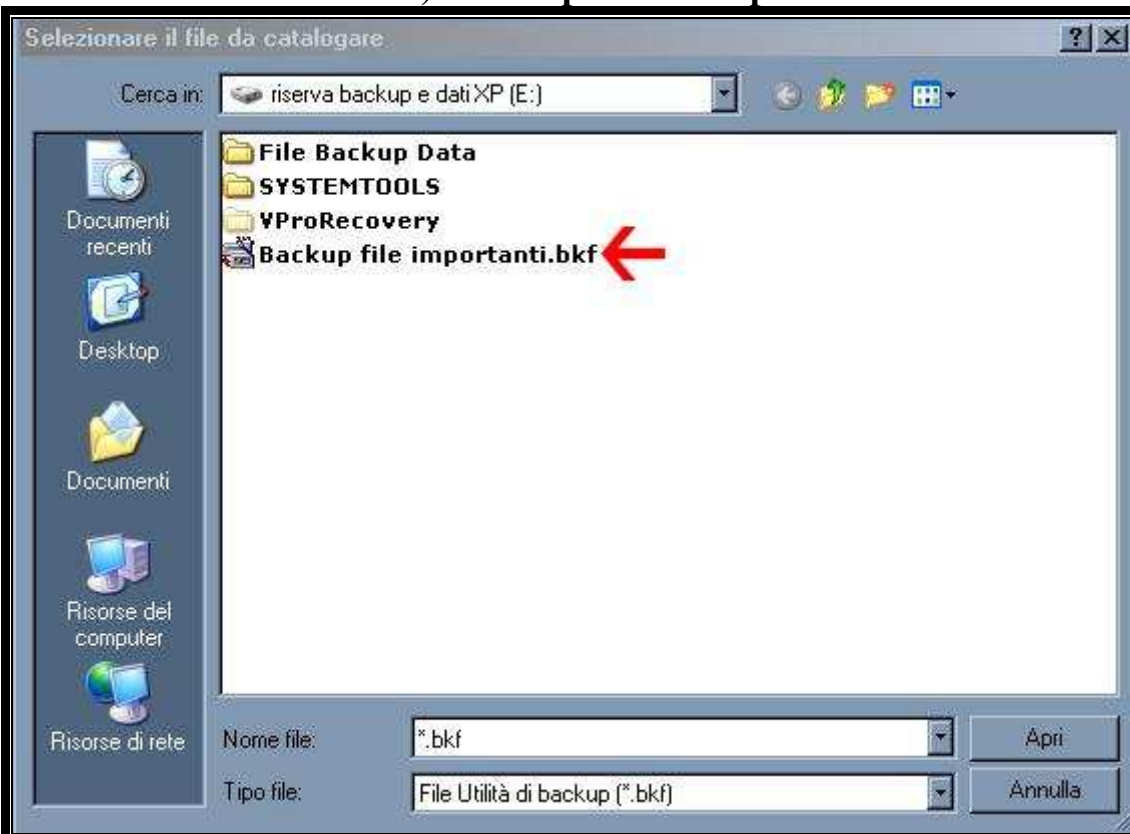 Selezionare il file da catalogare
Cerca in: riserva backup e dati XP (E:)
File Backup Data
SYSTEMTOOLS
VProRecovery
Backup file importanti.bkf
Documenti
recenti
Desktop
Documenti
Risorse del
computer
Risorse di rete
Nome file: *.bkf Apri
Tipo file: File Utilità di backup (*.bkf) Annulla